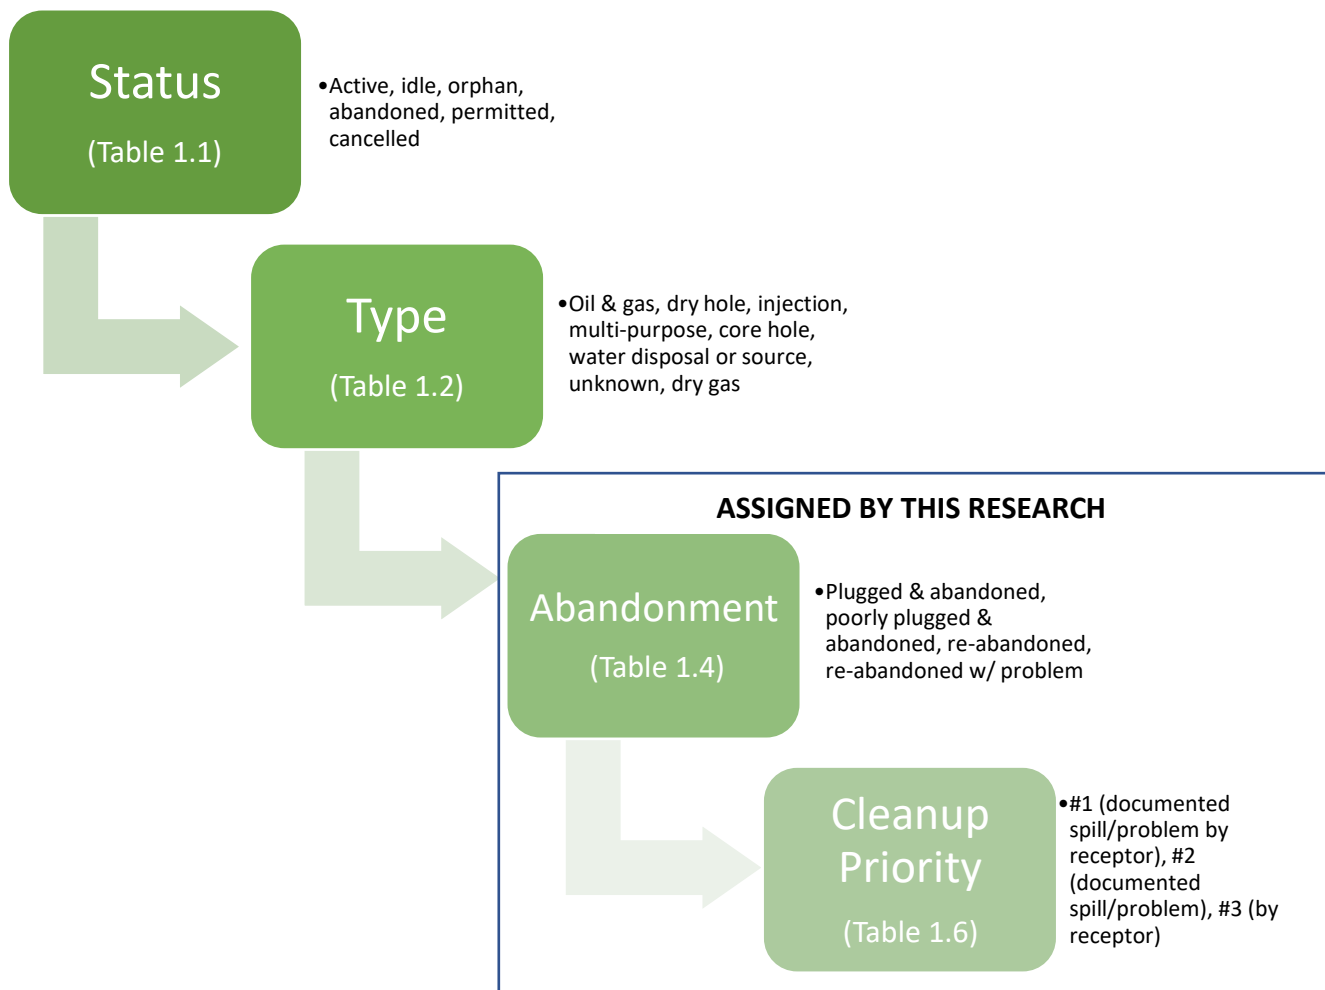 Status
(Table 1.1)
•Active, idle, orphan,
abandoned, permitted,
cancelled
Type
(Table 1.2)
•Oil & gas, dry hole, injection,
multi-purpose, core hole,
water disposal or source,
unknown, dry gas
ASSIGNED BY THIS RESEARCH
Abandonment
(Table 1.4)
•Plugged & abandoned,
poorly plugged &
abandoned, re-abandoned,
re-abandoned w/ problem
Cleanup
Priority
(Table 1.6)
•#1 (documented
spill/problem by
receptor), #2
(documented
spill/problem), #3 (by
receptor)